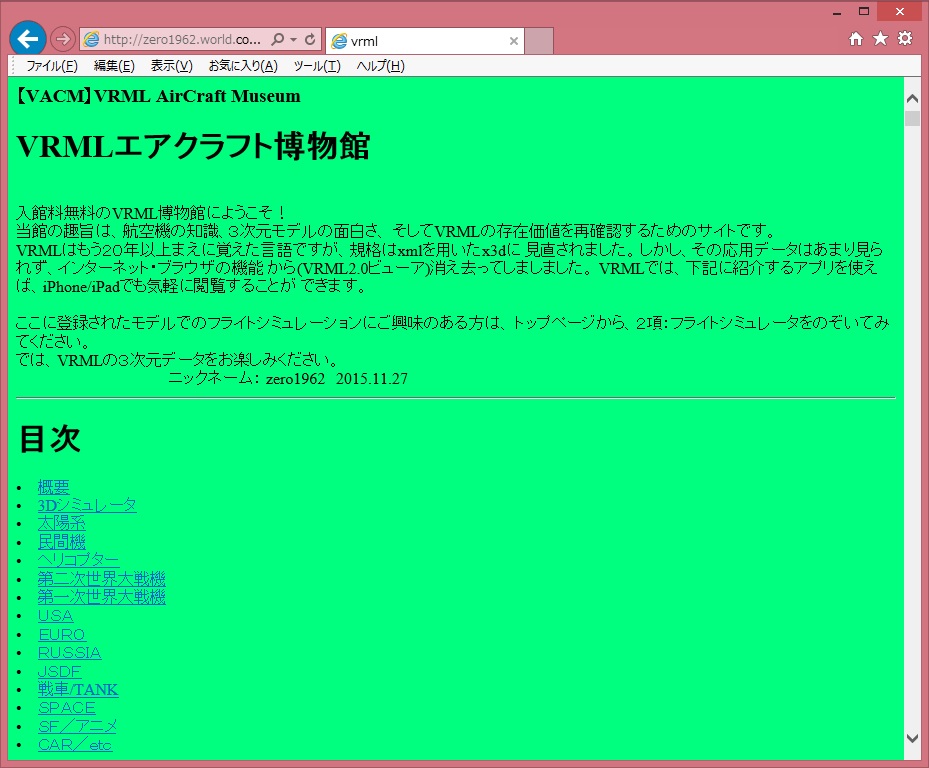 http://zero1962.world.co...
vrml
ファイル(F) 編集(E) 表示(V) お気に入り(A) ツール(T) ヘルプ(H)
【VACM】VRML AirCraft Museum
VRMLエアクラフト博物館
入館料無料のVRML博物館にようこそ！
当館の趣旨は、航空機の知識、３次元モデルの面白さ、そしてVRMLの存在価値を再確認するためのサイトです。
VRMLはもう２０年以上まえに覚えた言語ですが、規格はxmlを用いたx3dに 見直されました。しかし、その応用データはあまり見ら
れず、インターネット・ブラウザの機能 から(VRML2.0ビューア)消え去ってしましました。 VRMLでは、下記に紹介するアプリを使え
ば、iPhone/iPadでも気軽に閲覧することが できます。
ここに登録されたモデルでのフライトシミュレーションにご興味のある方は、トップページから、２項：フライトシミュレータをのぞいてみ
てください。
では、VRMLの３次元データをお楽しみください。
ニックネーム： zero1962 2015.11.27
目次
• 概要
• 3Dシミュレータ
• 太陽系
• 民間機
• ヘリコプター
• 第二次世界大戦機
• 第一次世界大戦機
• USA
• EURO
• RUSSIA
• JSDF
• 戦車/TANK
• SPACE
• SF／アニメ
• CAR／etc